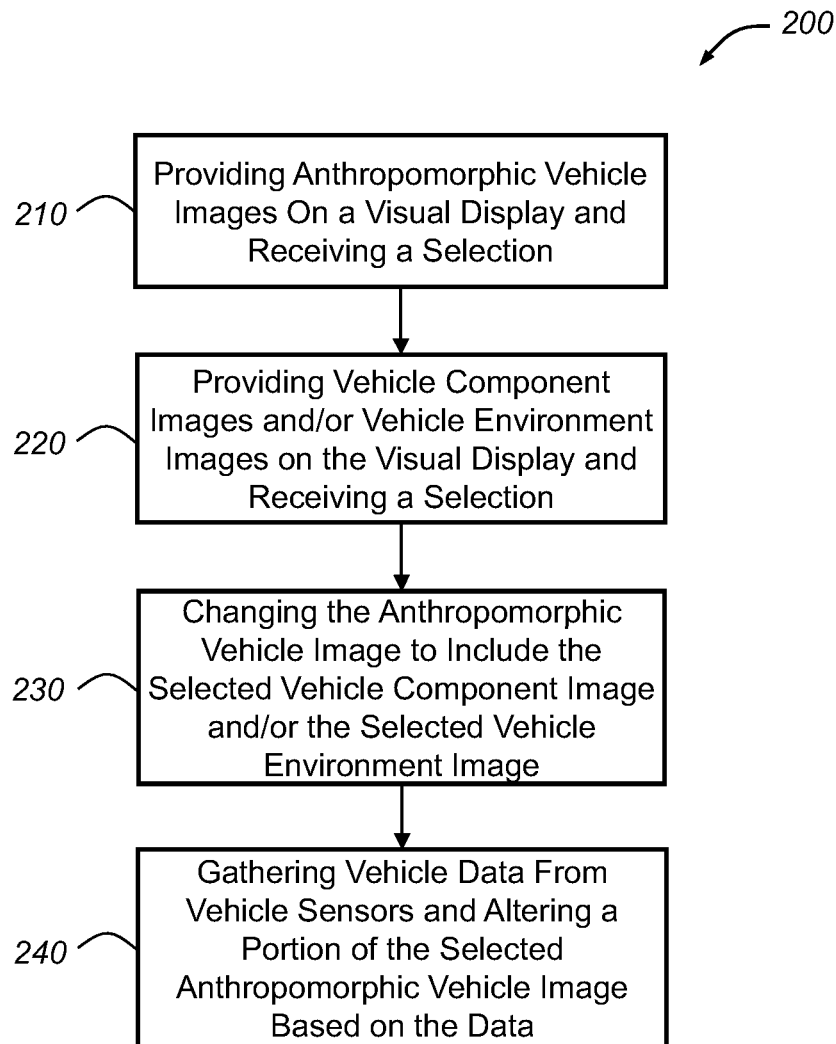 200
210
Providing Anthropomorphic Vehicle
Images On a Visual Display and
Receiving a Selection
220
Providing Vehicle Component
Images and/or Vehicle Environment
Images on the Visual Display and
Receiving a Selection
230
Changing the Anthropomorphic
Vehicle Image to Include the
Selected Vehicle Component Image
and/or the Selected Vehicle
Environment Image
240
Gathering Vehicle Data From
Vehicle Sensors and Altering a
Portion of the Selected
Anthropomorphic Vehicle Image
Based on the Data